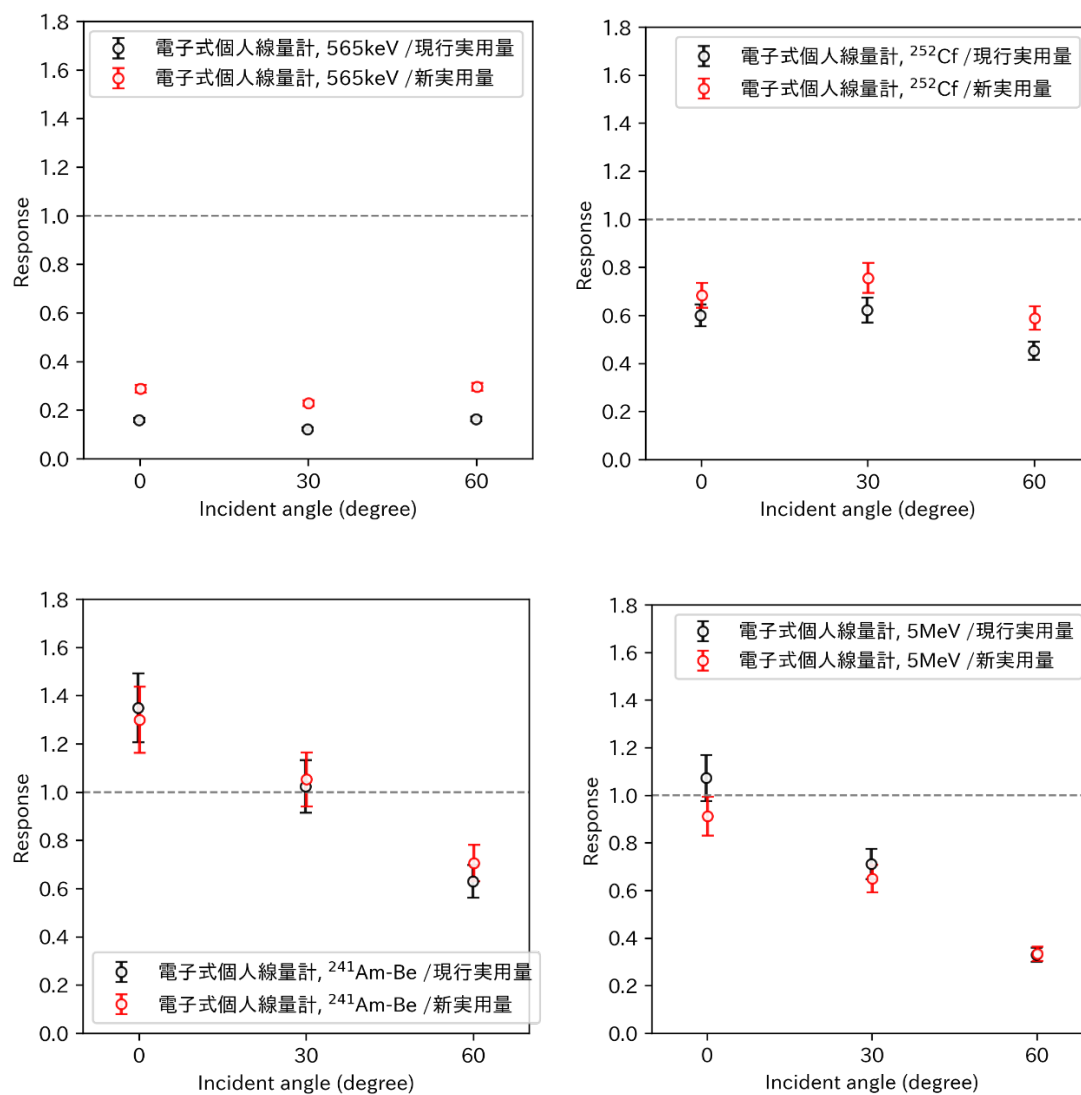 1.8
1.6
1.4
1.2
1.0
0.8
0.6
0.4
0.2
0.0
Response
電子式個人線量計, 565keV /現行実用量
電子式個人線量計, 565keV /新実用量
0 30 60
Incident angle (degree)
1.8
1.6
1.4
1.2
1.0
0.8
0.6
0.4
0.2
0.0
Response
電子式個人線量計, ²⁵²Cf /現行実用量
電子式個人線量計, ²⁵²Cf /新実用量
0 30 60
Incident angle (degree)
1.8
1.6
1.4
1.2
1.0
0.8
0.6
0.4
0.2
0.0
Response
電子式個人線量計, ²⁴¹Am-Be /現行実用量
電子式個人線量計, ²⁴¹Am-Be /新実用量
0 30 60
Incident angle (degree)
1.8
1.6
1.4
1.2
1.0
0.8
0.6
0.4
0.2
0.0
Response
電子式個人線量計, 5MeV /現行実用量
電子式個人線量計, 5MeV /新実用量
0 30 60
Incident angle (degree)